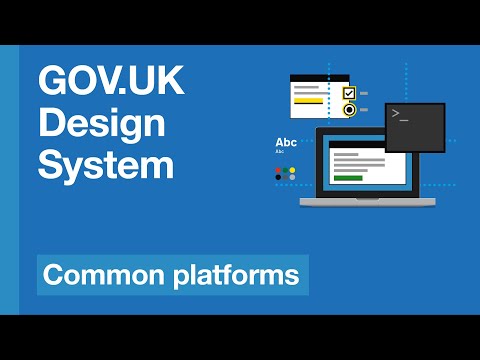 GOV.UK
Design
System
Abc
Abc
>_
Common platforms